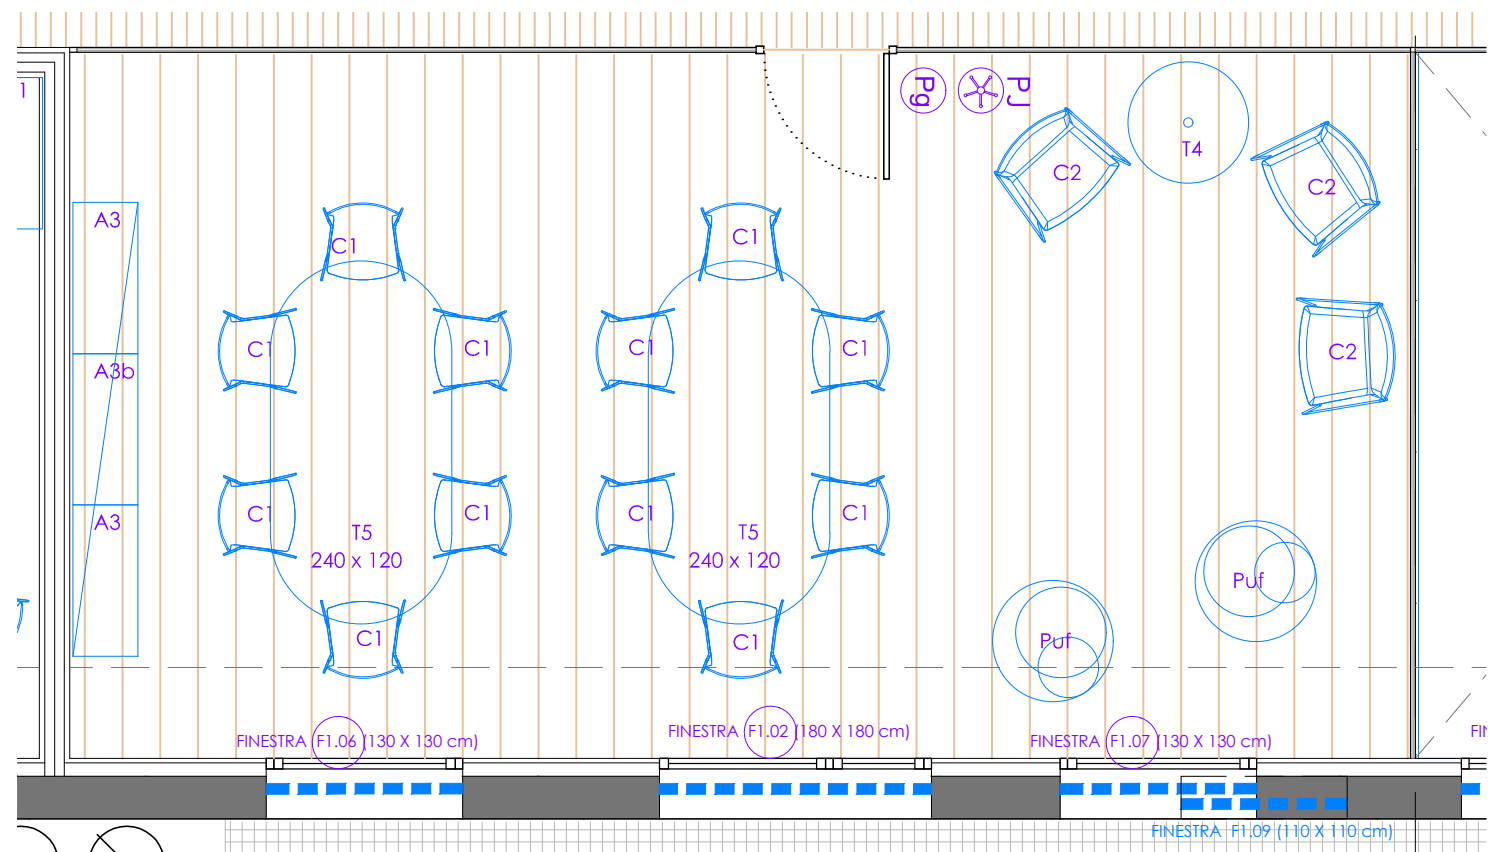 1
Pg
PJ
T4
C2
C2
A3
C1
C1
C1
C1
C1
C1
C2
A3b
A3
C1
C1
C1
C1
T5
240 x 120
T5
240 x 120
Puf
Puf
C1
C1
FINESTRA F1.06 (130 X 130 cm)
FINESTRA F1.02 (180 X 180 cm)
FINESTRA F1.07 (130 X 130 cm)
FIN
FINESTRA F1.09 (110 X 110 cm)